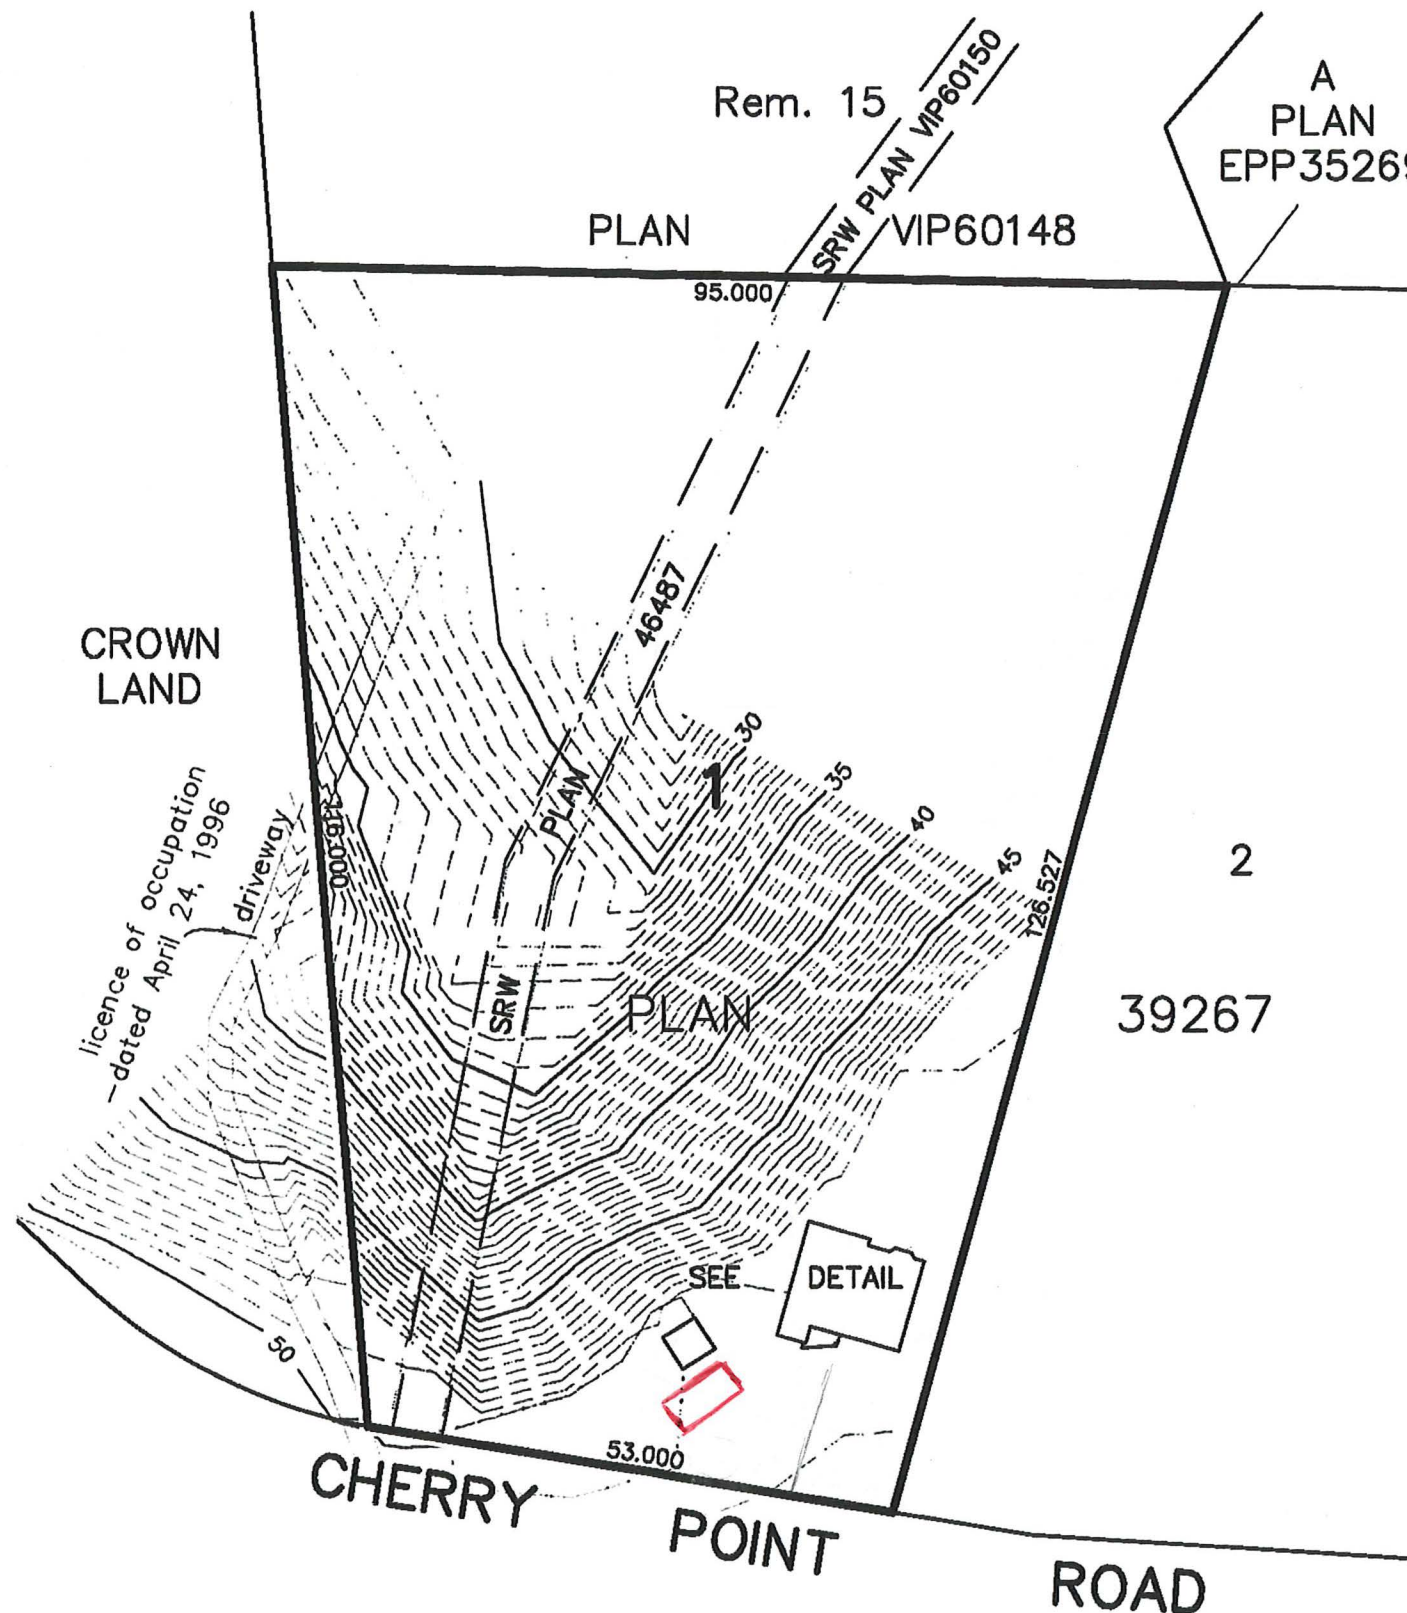 Rem. 15
SRW PLAN VIP60150
A
PLAN
EPP35269
PLAN
VIP60148
95.000
46487
CROWN
LAND
PLAN
1
30
35
40
45
126.527
116.000
2
licence of occupation
-dated April 24, 1996
driveway
SRW
PLAN
39267
SEE
DETAIL
50
53.000
CHERRY
POINT
ROAD